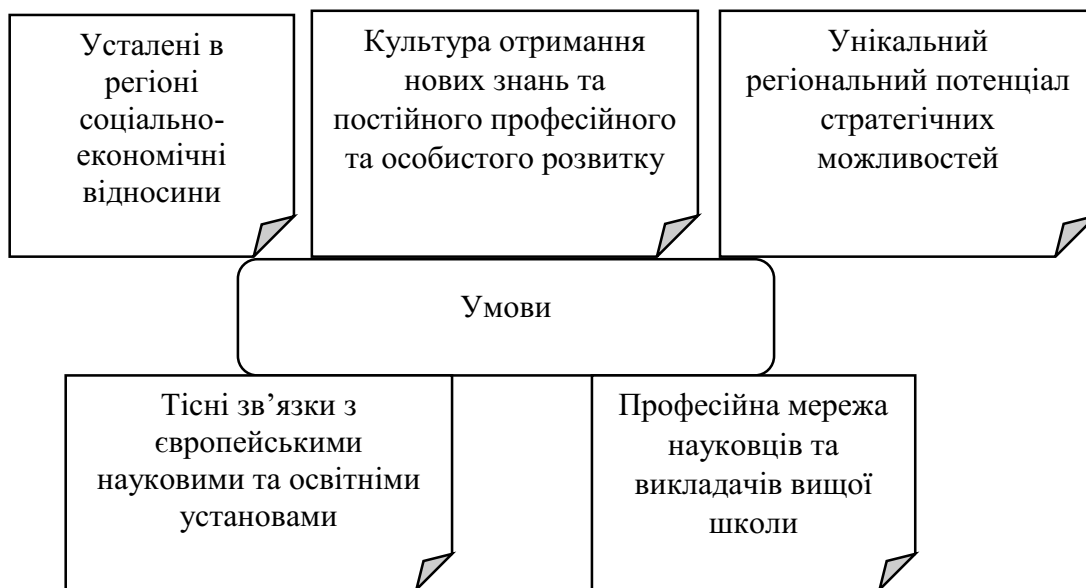 Усталені в
регіоні
соціально-
економічні
відносини
Культура отримання
нових знань та
постійного професійного
та особистого розвитку
Унікальний
регіональний потенціал
стратегічних
можливостей
Умови
Тісні зв’язки з
європейськими
науковими та освітніми
установами
Професійна мережа
науковців та
викладачів вищої
школи